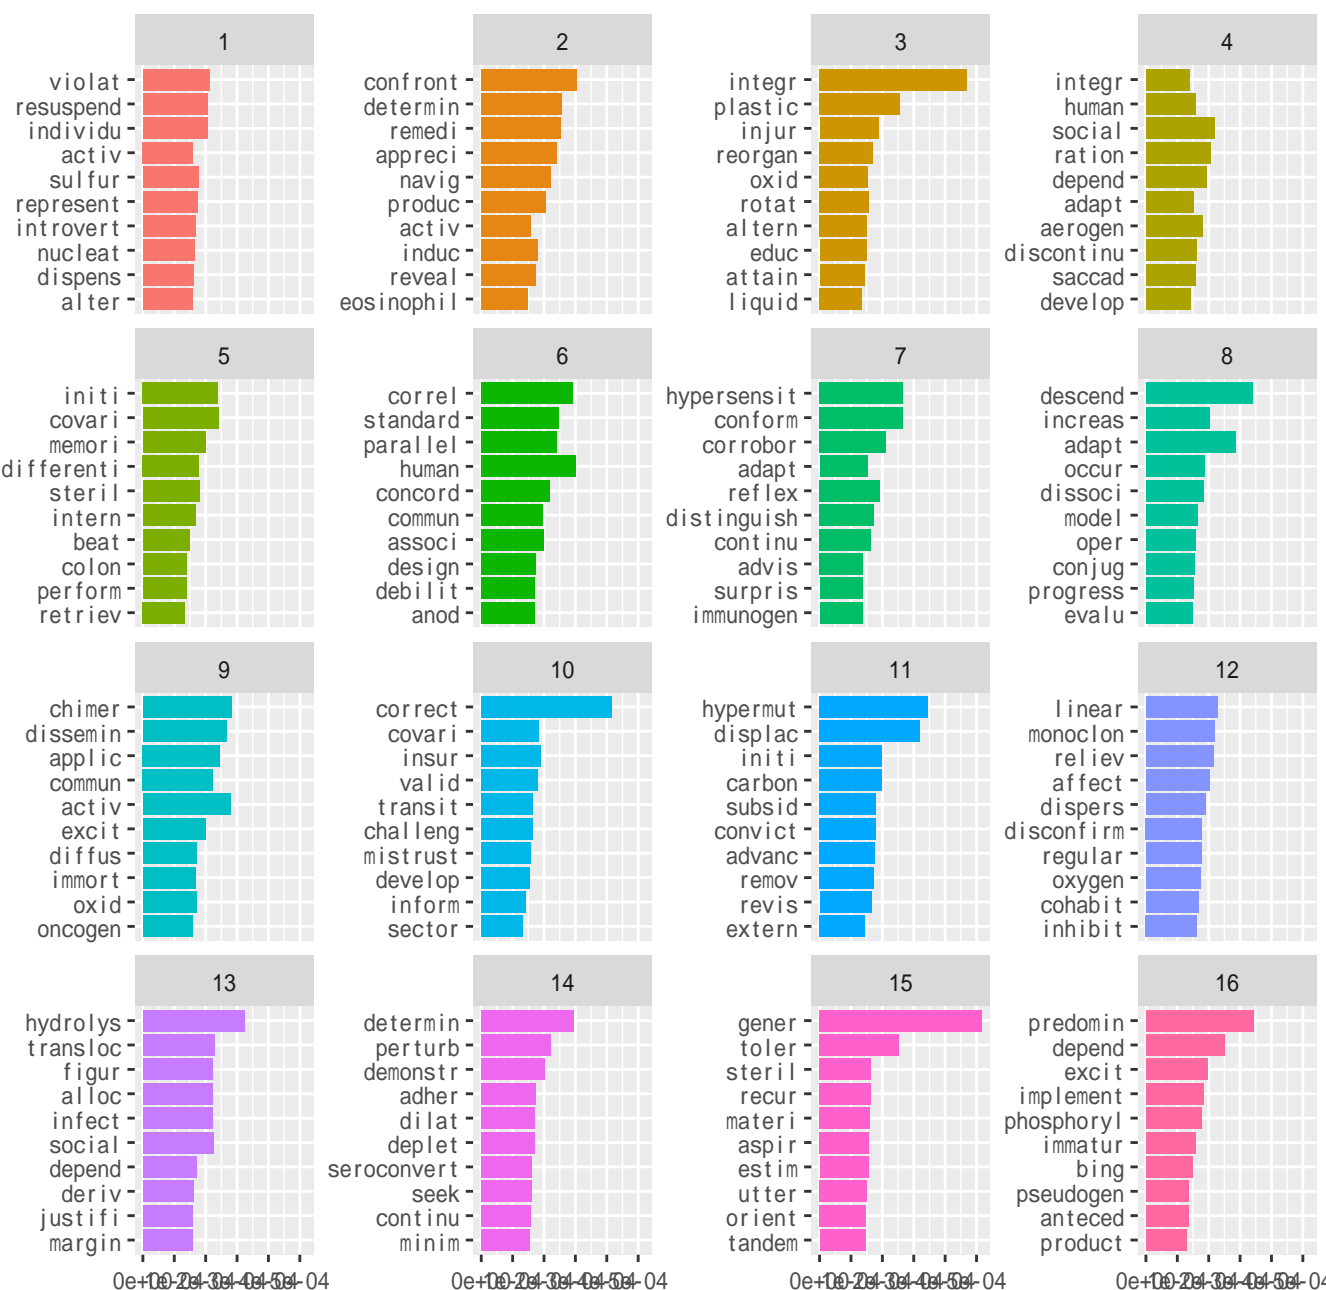 1
violat
resuspend
individu
activ
sulfur
represent
introvert
nucleat
dispens
alter
2
confront
determin
remedi
appreci
navig
produc
activ
induc
reveal
eosinophil
3
integr
plastic
injur
reorgan
oxid
rotat
altern
educ
attain
liquid
4
integr
human
social
ration
depend
adapt
aerogen
discontinu
saccad
develop
5
initi
covari
memori
differenti
steril
intern
beat
colon
perform
retriev
6
correl
standard
parallel
human
concord
commun
associ
design
debilit
anod
7
hypersensit
conform
corrobor
adapt
reflex
distinguish
continu
advis
surpris
immunogen
8
descend
increas
adapt
occur
dissoci
model
oper
conjug
progress
evalu
9
chimer
dissemin
applic
commun
activ
excit
diffus
immort
oxid
oncogen
10
correct
covari
insur
valid
transit
challeng
mistrust
develop
inform
sector
11
hypermut
displac
initi
carbon
subsid
convict
advanc
remov
revis
extern
12
linear
monoclon
reliev
affect
dispers
disconfirm
regular
oxygen
cohabit
inhibit
13
hydrolys
transloc
figur
alloc
infect
social
depend
deriv
justifi
margin
14
determin
perturb
demonstr
adher
dilat
deplet
seroconvert
seek
continu
minim
15
gener
toler
steril
recur
materi
aspir
estim
utter
orient
tandem
16
predomin
depend
excit
implement
phosphoryl
immatur
bing
pseudogen
anteced
product